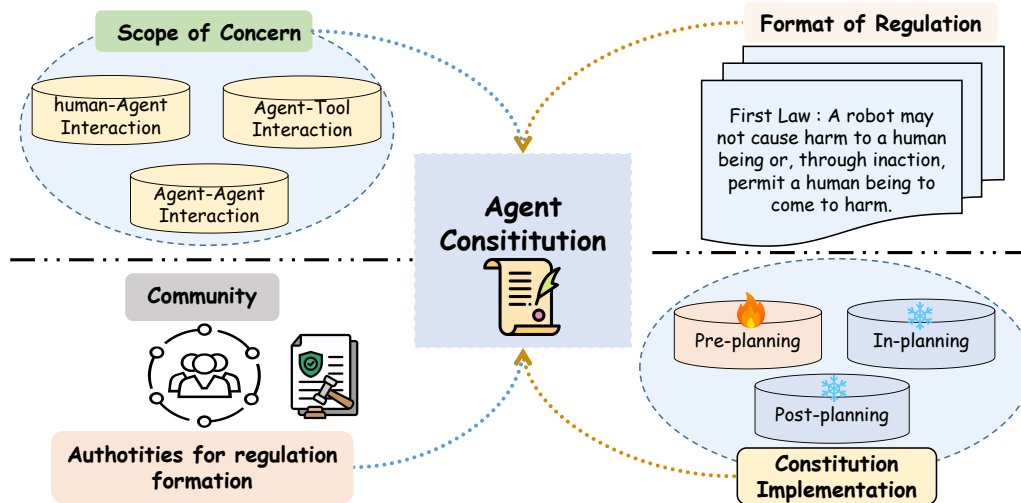 Scope of Concern
human-Agent
Interaction
Agent-Tool
Interaction
Agent-Agent
Interaction
Format of Regulation
First Law : A robot may
not cause harm to a human
being or, through inaction,
permit a human being to
come to harm.
Agent
Consititution
Community
Authotities for regulation
formation
Pre-planning
In-planning
Post-planning
Constitution
Implementation